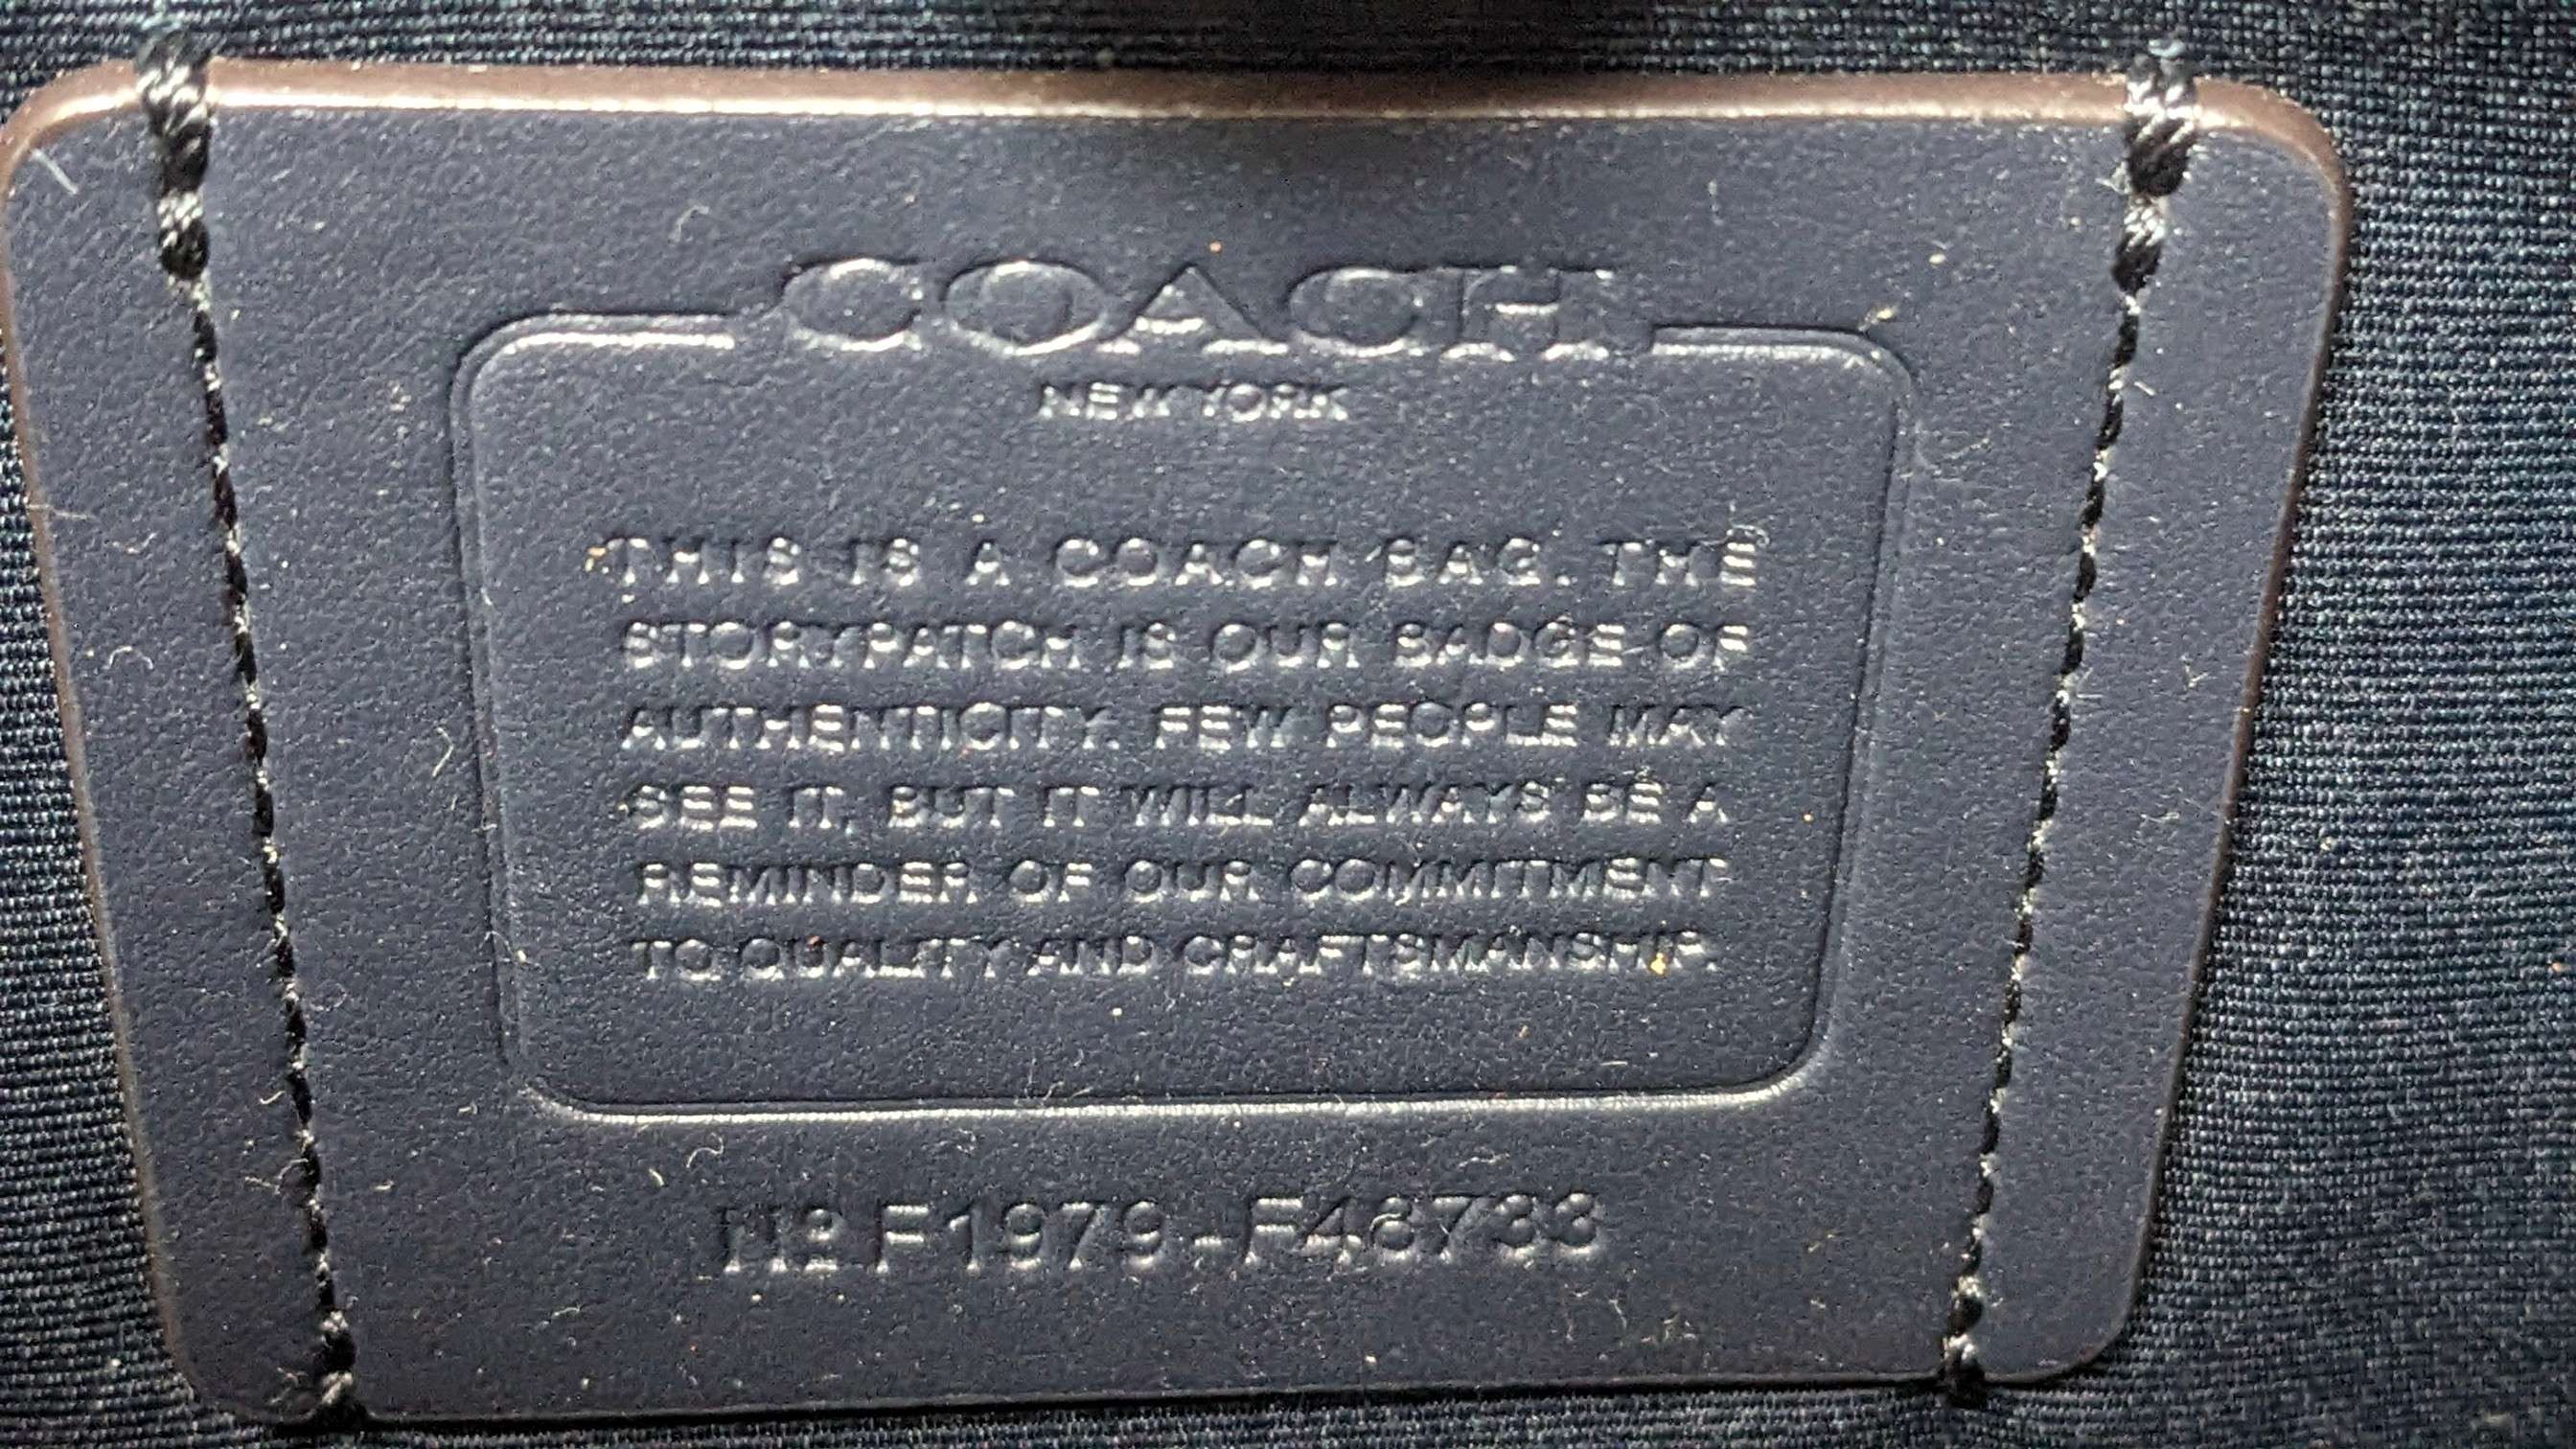 COACH
NEW YORK
THIS IS A COACH BAG. THE
STORYPATCH IS OUR BADGE OF
AUTHENTICITY. FEW PEOPLE MAY
SEE IT, BUT IT WILL ALWAYS BE A
REMINDER OF OUR COMMITMENT
TO QUALITY AND CRAFTSMANSHIP.
Nº F1979-F48733